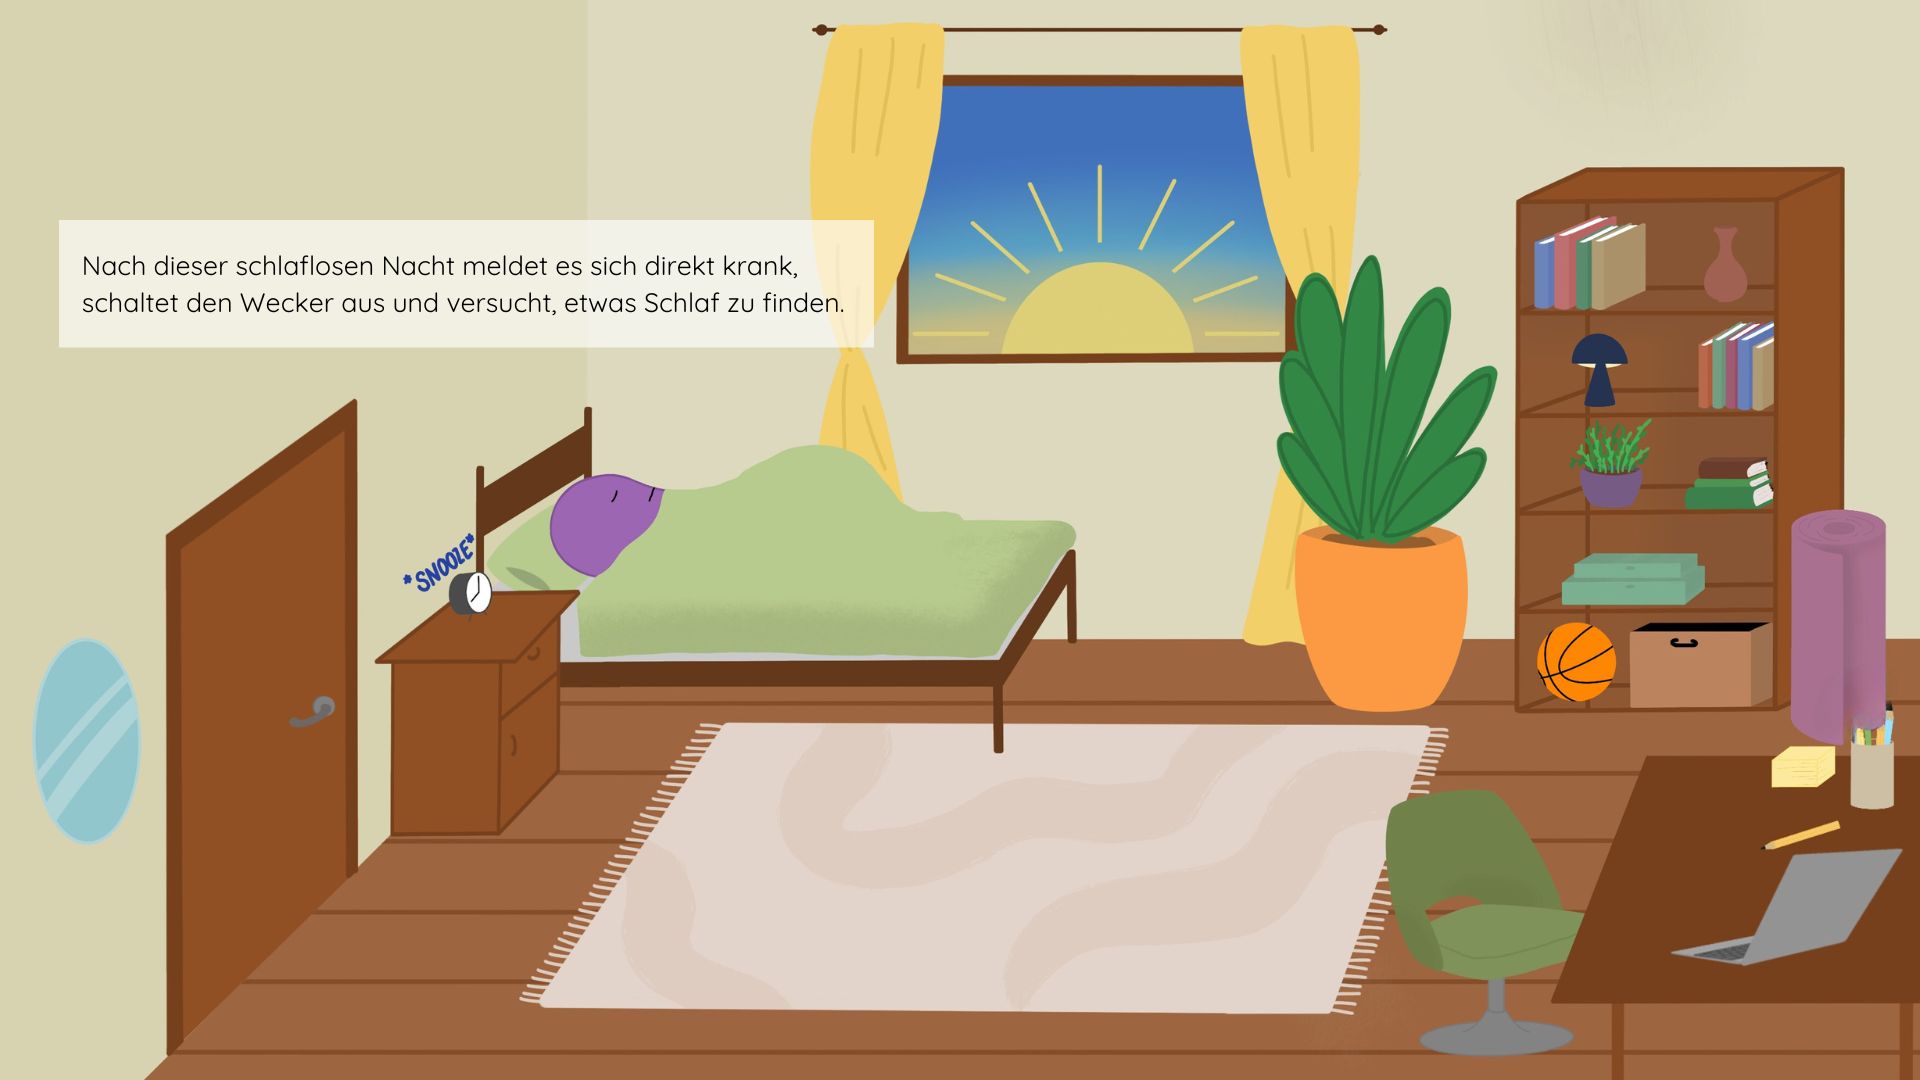 Nach dieser schlaflosen Nacht meldet es sich direkt krank,
schaltet den Wecker aus und versucht, etwas Schlaf zu finden.
*SNOOZE*